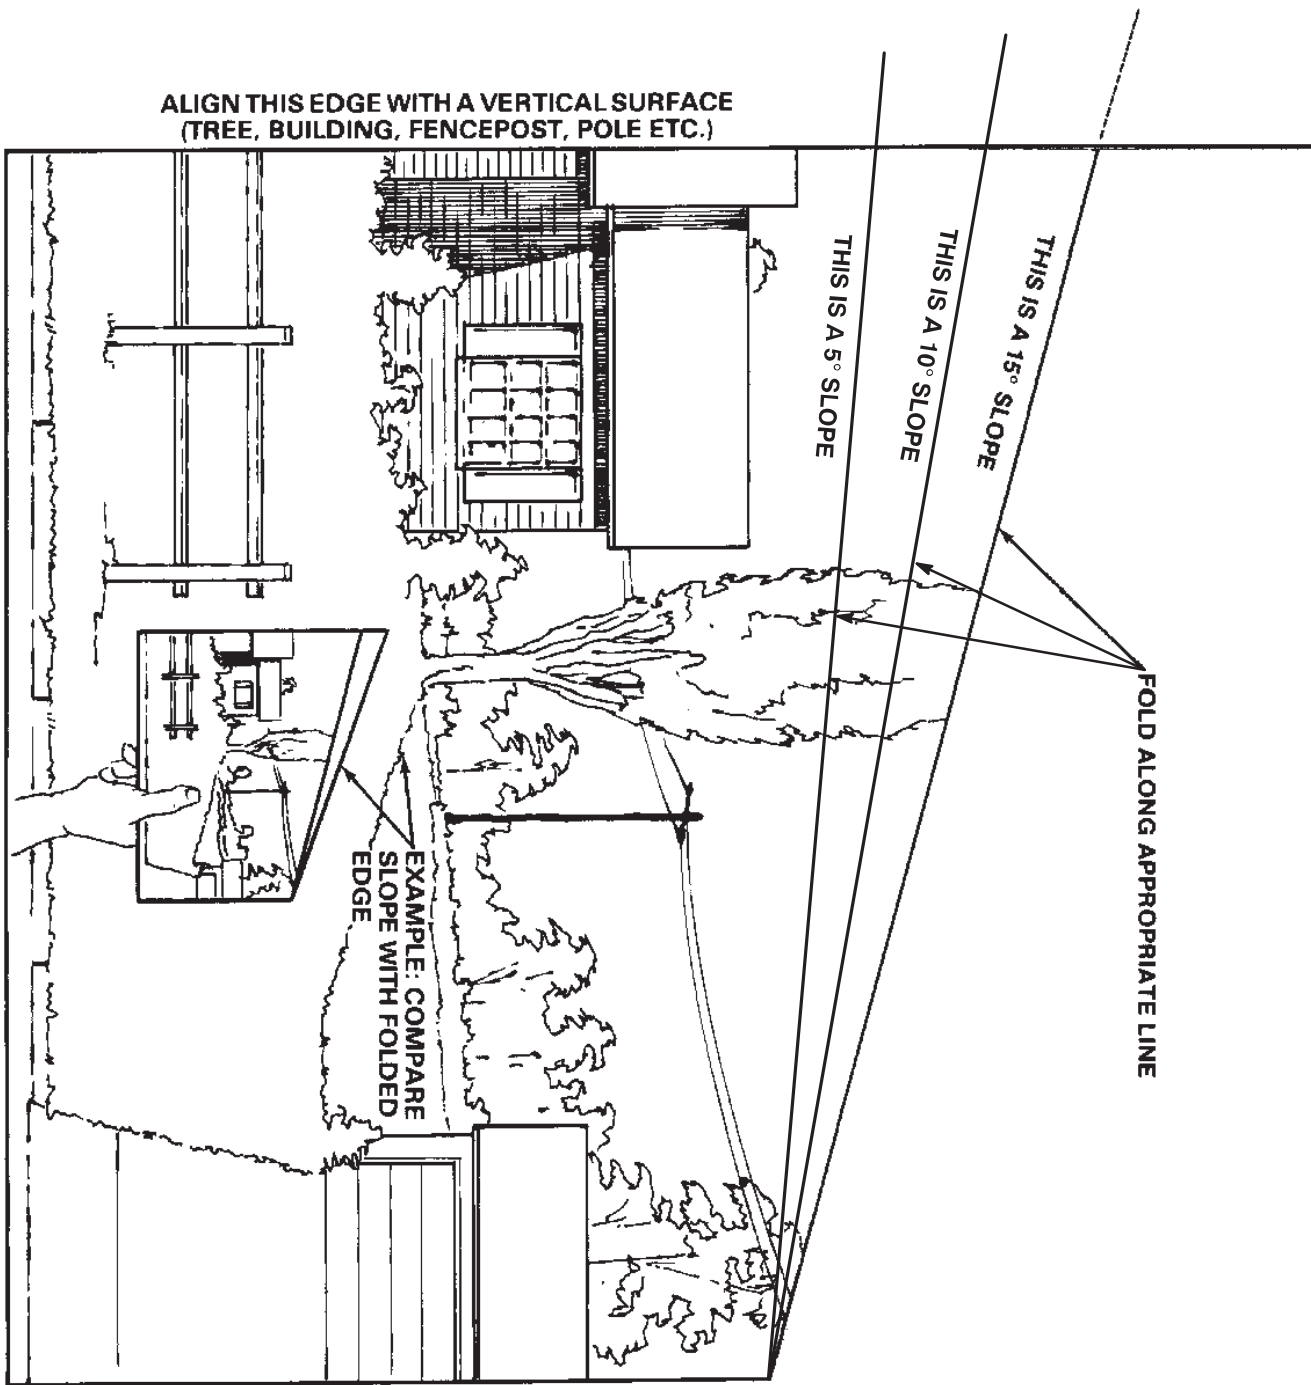 ALIGN THIS EDGE WITH A VERTICAL SURFACE
(TREE, BUILDING, FENCEPOST, POLE ETC.)
THIS IS A 5° SLOPE
THIS IS A 10° SLOPE
THIS IS A 15° SLOPE
FOLD ALONG APPROPRIATE LINE
EXAMPLE: COMPARE
SLOPE WITH FOLDED
EDGE